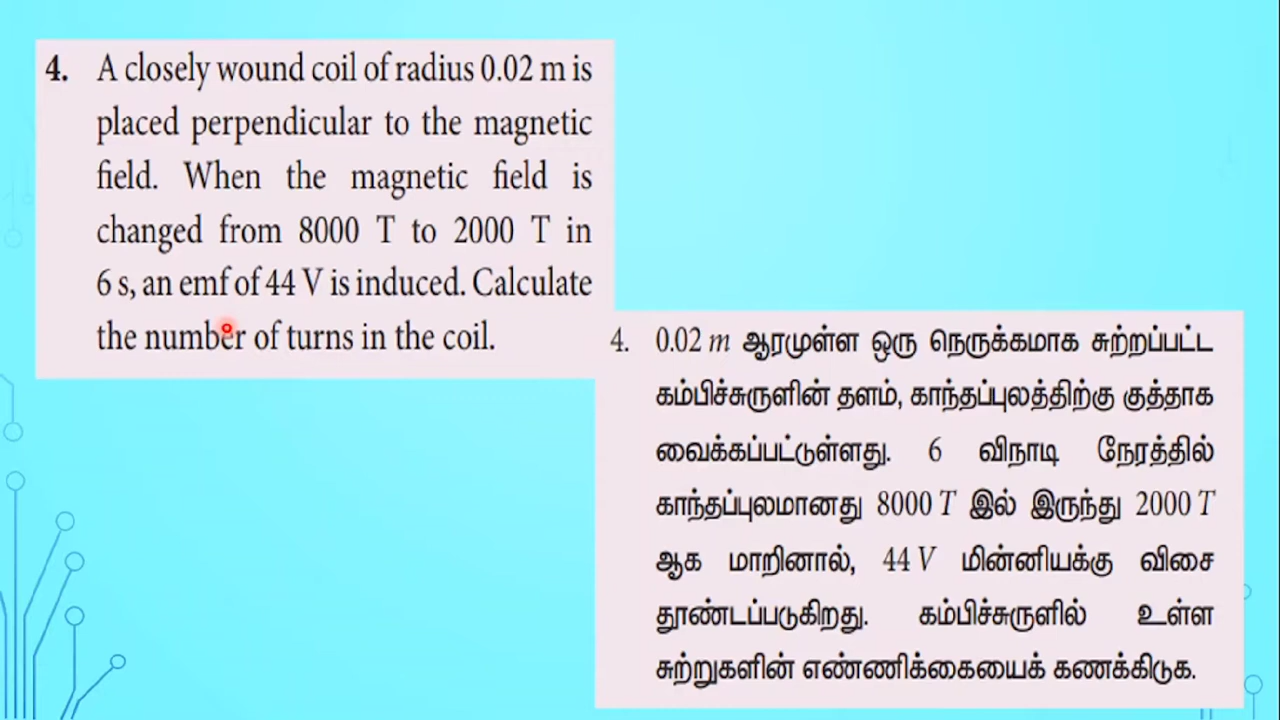 4. A closely wound coil of radius 0.02 m is
placed perpendicular to the magnetic
field. When the magnetic field is
changed from 8000 T to 2000 T in
6 s, an emf of 44 V is induced. Calculate
the number of turns in the coil.
4. 0.02 m ஆரமுள்ள ஒரு நெருக்கமாக சுற்றப்பட்ட
கம்பிச்சுருளின் தளம், காந்தப்புலத்திற்கு குத்தாக
வைக்கப்பட்டுள்ளது. 6 விநாடி நேரத்தில்
காந்தப்புலமானது 8000 T இல் இருந்து 2000 T
ஆக மாறினால், 44 V மின்னியக்கு விசை
தூண்டப்படுகிறது. கம்பிச்சுருளில் உள்ள
சுற்றுகளின் எண்ணிக்கையைக் கணக்கிடுக.